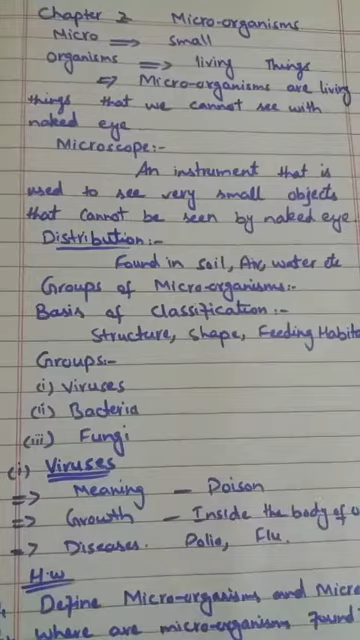 Chapter 2 Micro-organisms
Micro ⇒ small
organisms ⇒ living Things
⇒ Micro-organisms are living
things that we cannot see with
naked eye
Microscope:-
An instrument that is
used to see very small objects
that cannot be seen by naked eye
Distribution:-
Found in soil, Air, water etc
Groups of Micro-organisms:-
Basis of Classification:-
Structure, Shape, Feeding Habits
Groups:-
(i) Viruses
(ii) Bacteria
(iii) Fungi
(i) Viruses
⇒ Meaning — Poison
⇒ Growth — Inside the body of
⇒ Diseases. Polio, Flu.
H.W
Define Micro-organisms and Micro
where are micro-organisms Found